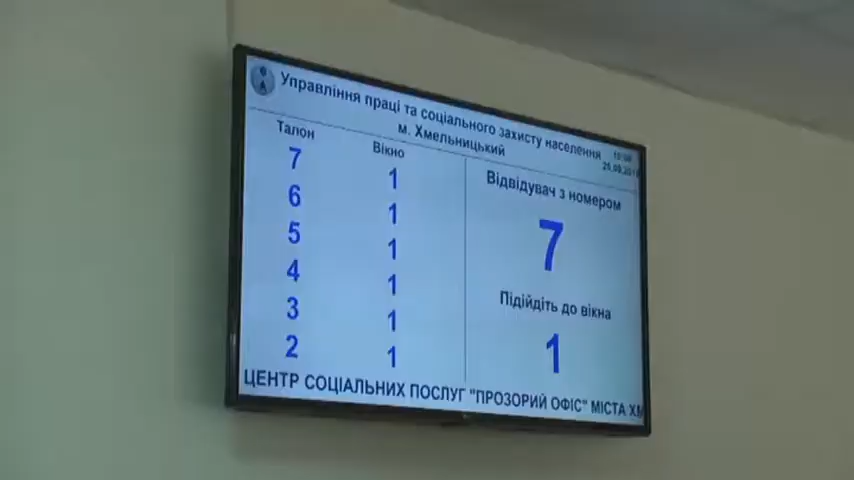 Управління праці та соціального захисту населення
м. Хмельницький
Талон Вікно
7 1
6 1
5 1
4 1
3 1
2 1
Відвідувач з номером
7
Підійдіть до вікна
1
ЦЕНТР СОЦІАЛЬНИХ ПОСЛУГ "ПРОЗОРИЙ ОФІС" МІСТА ХМ